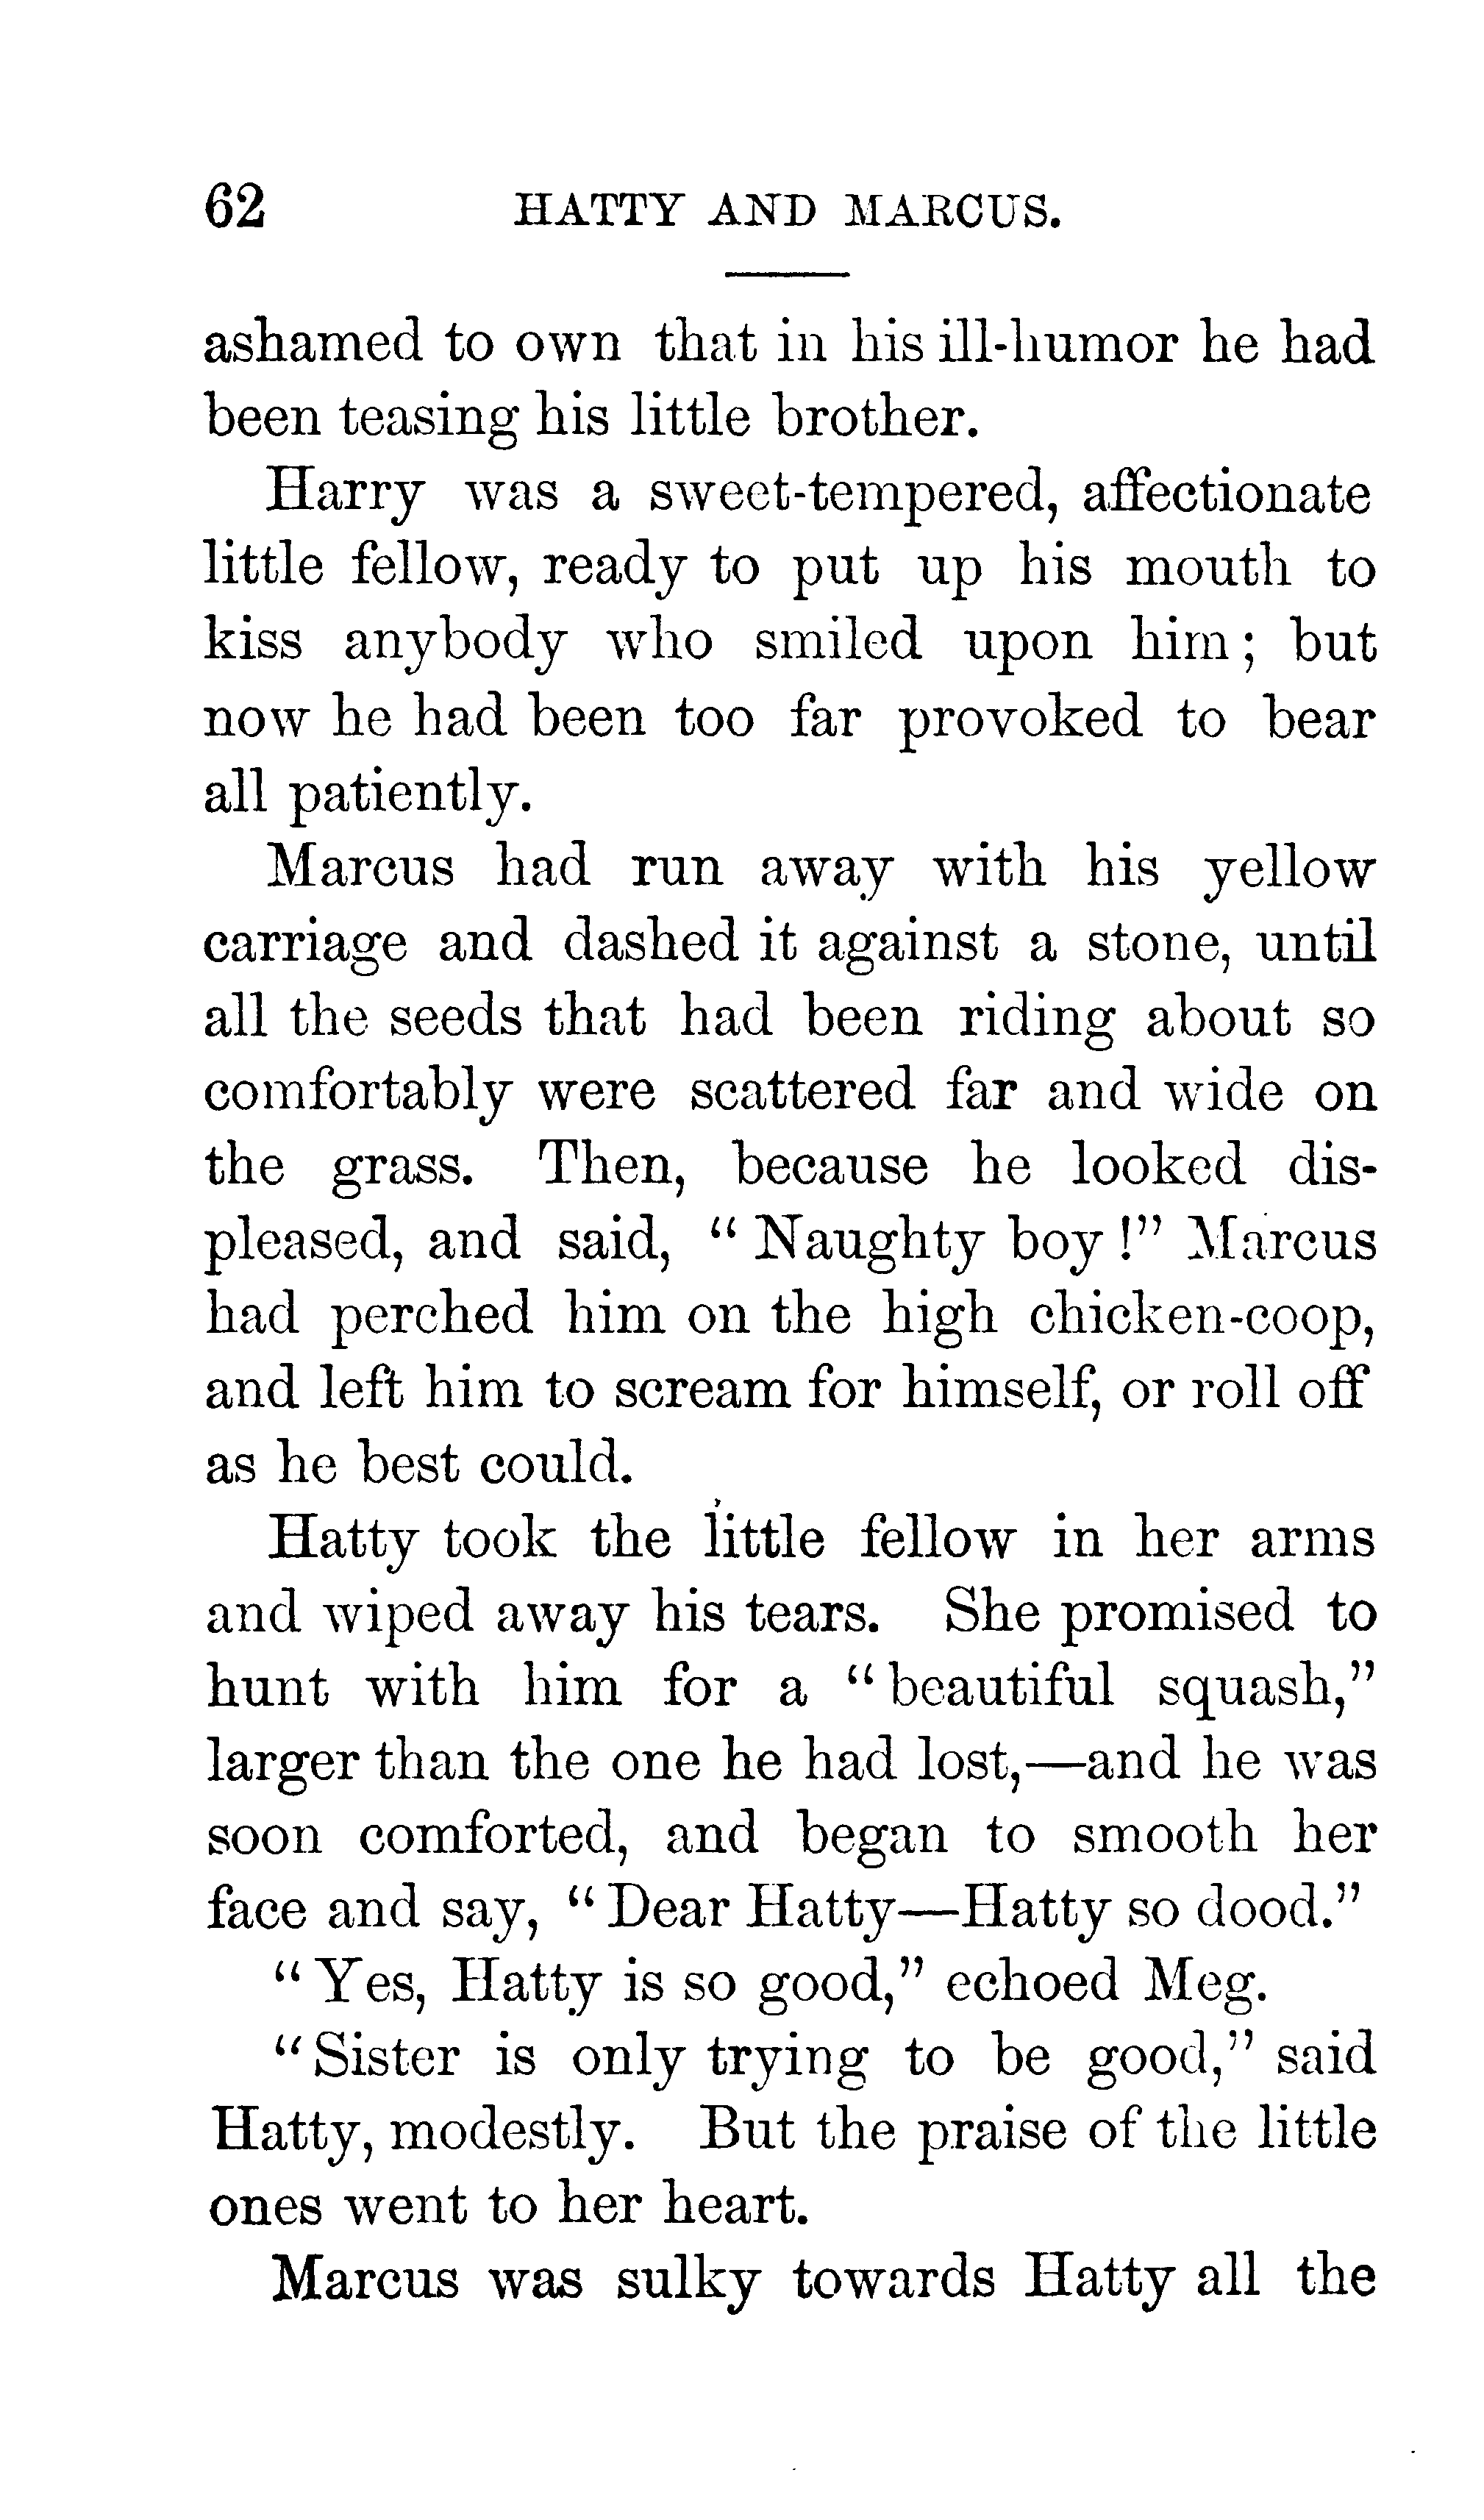 62 HATTY AND MARCUS.
ashamed to own that in his ill-humor he had
been teasing his little brother.
Harry was a sweet-tempered, affectionate
little fellow, ready to put up his mouth to
kiss anybody who smiled upon him; but
now he had been too far provoked to bear
all patiently.
Marcus had run away with his yellow
carriage and dashed it against a stone, until
all the seeds that had been riding about so
comfortably were scattered far and wide on
the grass. Then, because he looked dis-
pleased, and said, "Naughty boy!" Marcus
had perched him on the high chicken-coop,
and left him to scream for himself, or roll off
as he best could.
Hatty took the little fellow in her arms
and wiped away his tears. She promised to
hunt with him for a "beautiful squash,"
larger than the one he had lost,—and he was
soon comforted, and began to smooth her
face and say, "Dear Hatty—Hatty so dood."
"Yes, Hatty is so good," echoed Meg.
"Sister is only trying to be good," said
Hatty, modestly. But the praise of the little
ones went to her heart.
Marcus was sulky towards Hatty all the